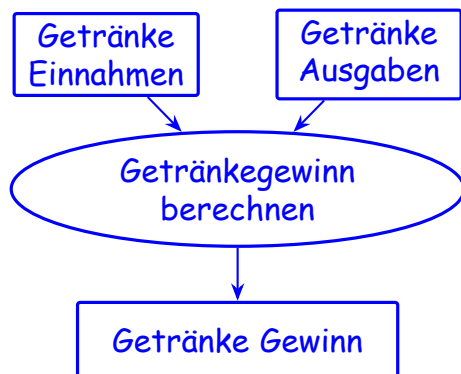 Getränke
Einnahmen
Getränke
Ausgaben
Getränkegewinn
berechnen
Getränke Gewinn